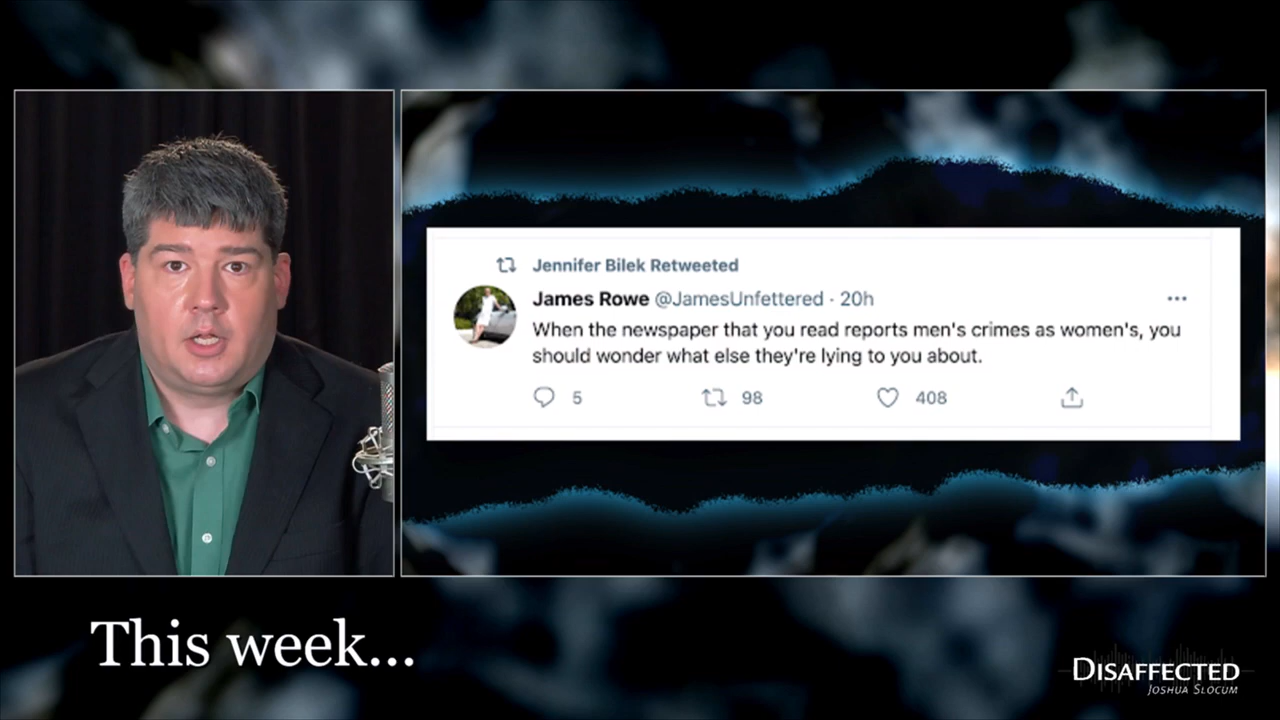 Jennifer Bilek Retweeted
James Rowe @JamesUnfettered · 20h
When the newspaper that you read reports men's crimes as women's, you
should wonder what else they're lying to you about.
5 98 408
This week...
DISAFFECTED
JOSHUA SLOCUM